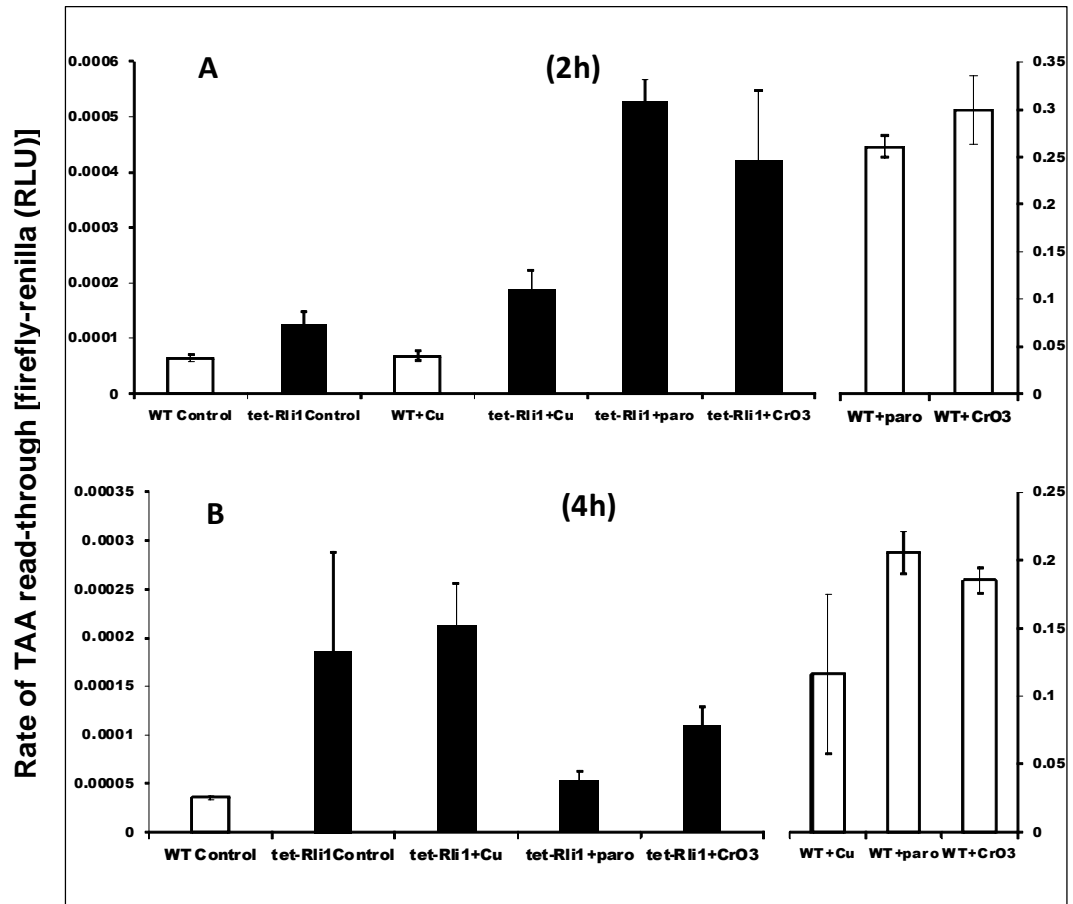 Rate of TAA read-through [firefly-renilla (RLU)]
A
(2h)
0.0006
0.0005
0.0004
0.0003
0.0002
0.0001
0
0.35
0.3
0.25
0.2
0.15
0.1
0.05
0
WT Control
tet-Rli1Control
WT+Cu
tet-Rli1+Cu
tet-Rli1+paro
tet-Rli1+CrO3
WT+paro
WT+CrO3
B
(4h)
0.00035
0.0003
0.00025
0.0002
0.00015
0.0001
0.00005
0
0.25
0.2
0.15
0.1
0.05
0
WT Control
tet-Rli1Control
tet-Rli1+Cu
tet-Rli1+paro
tet-Rli1+CrO3
WT+Cu
WT+paro
WT+CrO3